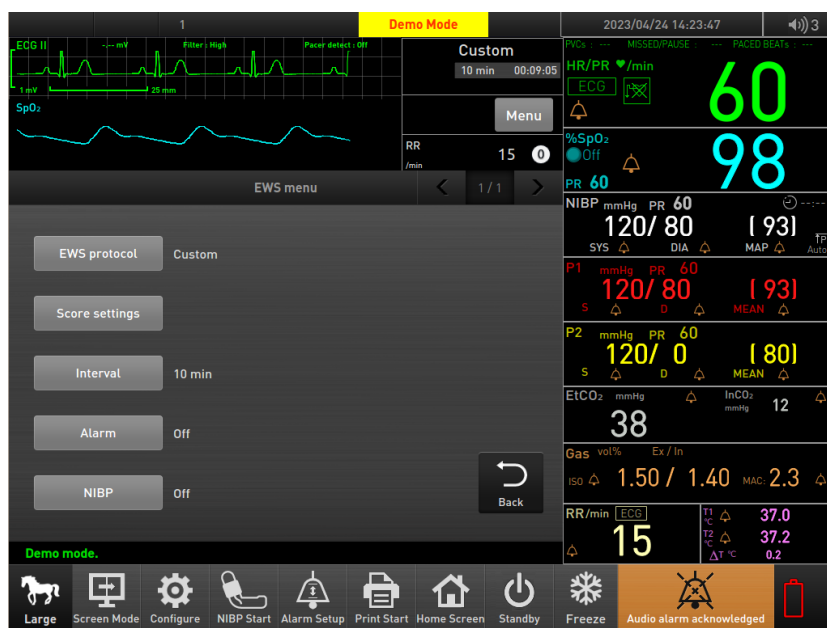 1 Demo Mode 2023/04/24 14:23:47 3
ECG II -.-- mV Filter : High Pacer detect : Off
1 mV 25 mm
Custom
10 min 00:09:05
Menu
SpO₂
RR
/min 15 0
PVCs : --- MISSED/PAUSE : --- PACED BEATs : ---
HR/PR ♥/min
ECG
60
%SpO₂
Off
98
PR 60
EWS menu < 1/1 >
EWS protocol Custom
Score settings
Interval 10 min
Alarm Off
NIBP Off
Back
Demo mode.
NIBP mmHg PR 60 --:--
120/ 80 ( 93)
SYS DIA MAP Auto
P1 mmHg PR 60
120/ 80 ( 93)
S D MEAN
P2 mmHg PR 60
120/ 0 ( 80)
S D MEAN
EtCO₂ mmHg InCO₂
mmHg 12
38
Gas vol% Ex / In
ISO 1.50 / 1.40 MAC: 2.3
RR/min ECG
15
T1 °C 37.0
T2 °C 37.2
ΔT °C 0.2
Large Screen Mode Configure NIBP Start Alarm Setup Print Start Home Screen Standby Freeze Audio alarm acknowledged